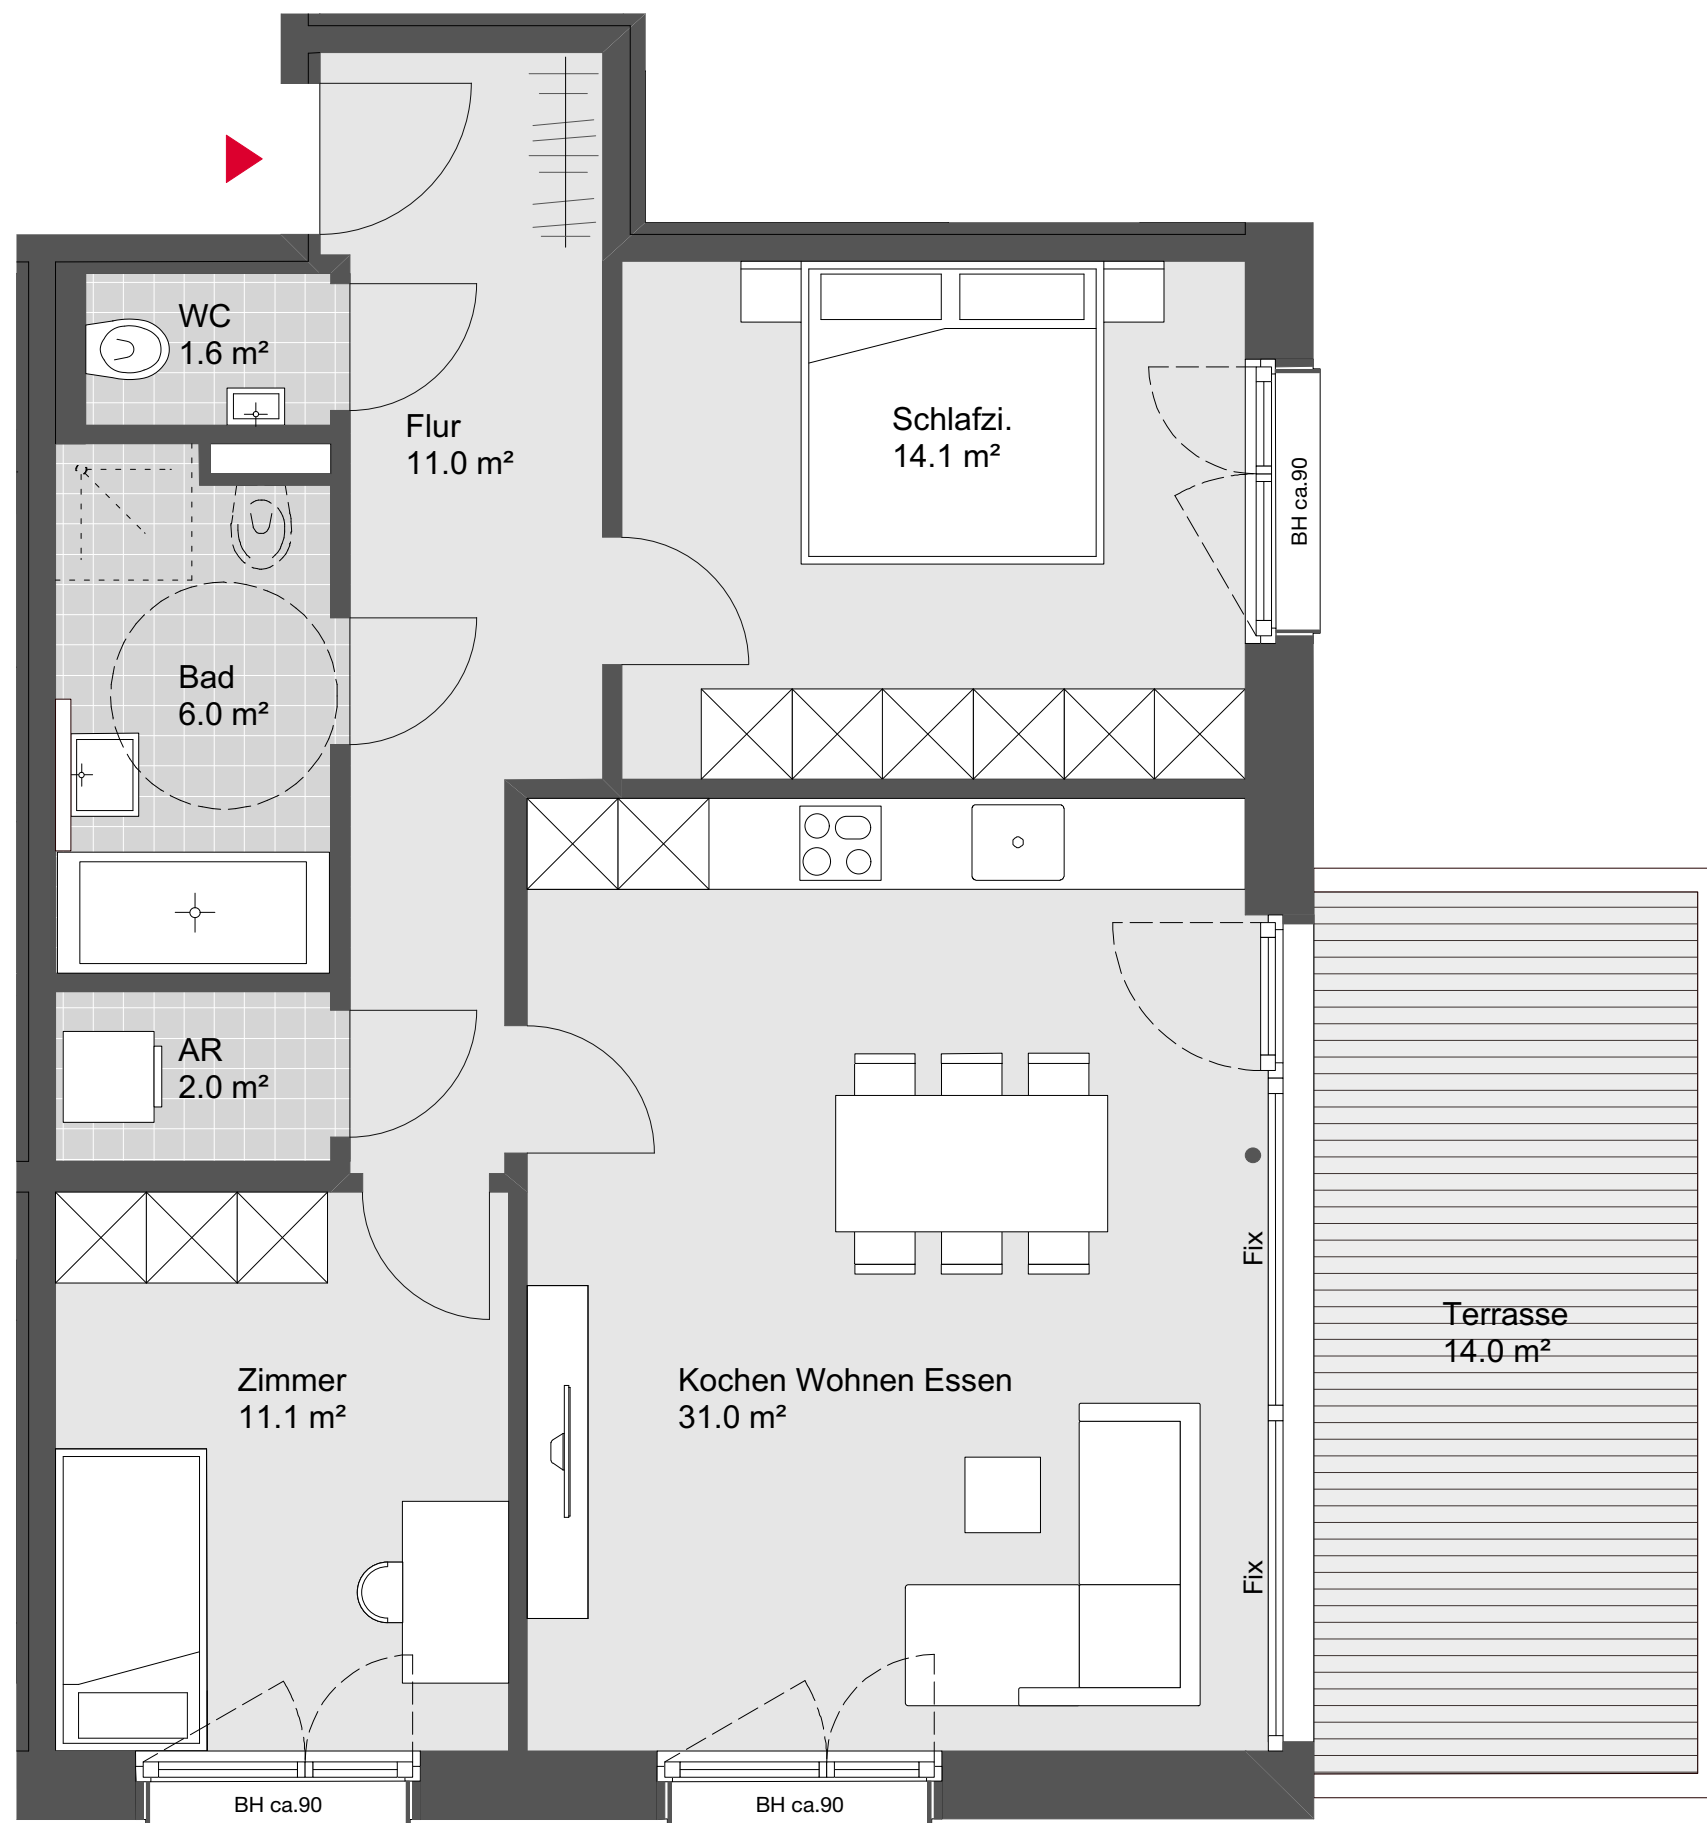 WC
1.6 m²
Flur
11.0 m²
Schlafzi.
14.1 m²
BH ca.90
Bad
6.0 m²
AR
2.0 m²
Fix
Terrasse
14.0 m²
Zimmer
11.1 m²
Kochen Wohnen Essen
31.0 m²
Fix
BH ca.90
BH ca.90